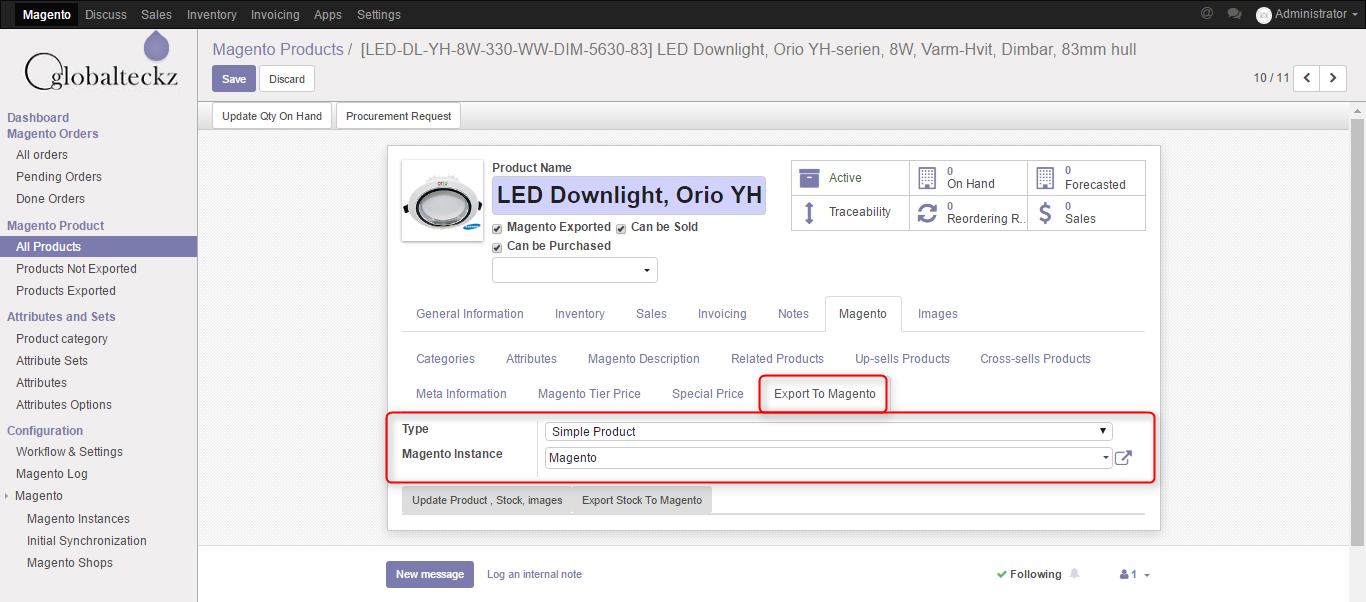 Magento Discuss Sales Inventory Invoicing Apps Settings @ Administrator
globalteckz
Magento Products / [LED-DL-YH-8W-330-WW-DIM-5630-83] LED Downlight, Orio YH-serien, 8W, Varm-Hvit, Dimbar, 83mm hull
Save Discard 10 / 11
Dashboard
Magento Orders
All orders
Pending Orders
Done Orders
Magento Product
All Products
Products Not Exported
Products Exported
Attributes and Sets
Product category
Attribute Sets
Attributes
Attributes Options
Configuration
Workflow & Settings
Magento Log
Magento
Magento Instances
Initial Synchronization
Magento Shops
Update Qty On Hand Procurement Request
Product Name
LED Downlight, Orio YH
Magento Exported Can be Sold
Can be Purchased
Active
0
On Hand
0
Forecasted
Traceability
0
Reordering R..
0
Sales
General Information Inventory Sales Invoicing Notes Magento Images
Categories Attributes Magento Description Related Products Up-sells Products Cross-sells Products
Meta Information Magento Tier Price Special Price Export To Magento
Type Simple Product
Magento Instance Magento
Update Product , Stock, images Export Stock To Magento
New message Log an internal note Following 1